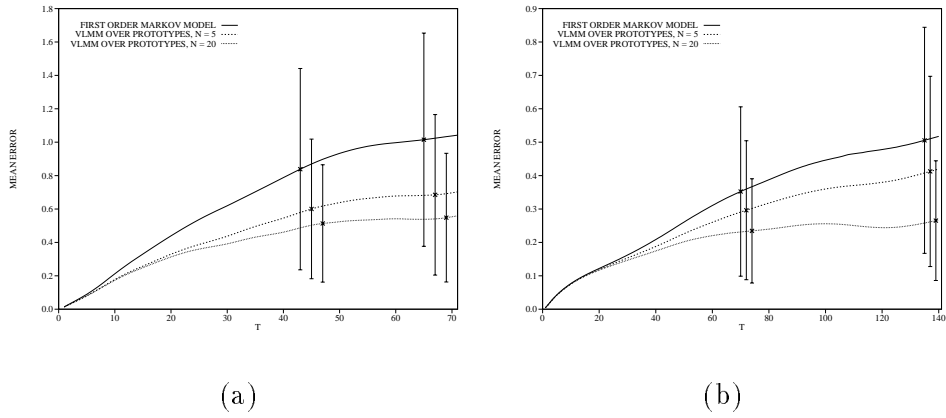 1.8
1.6
1.4
1.2
1.0
0.8
0.6
0.4
0.2
0.0
MEAN ERROR
FIRST ORDER MARKOV MODEL
VLMM OVER PROTOTYPES, N = 5
VLMM OVER PROTOTYPES, N = 20
0 10 20 30 40 50 60 70
T
(a)
0.9
0.8
0.7
0.6
0.5
0.4
0.3
0.2
0.1
0.0
MEAN ERROR
FIRST ORDER MARKOV MODEL
VLMM OVER PROTOTYPES, N = 5
VLMM OVER PROTOTYPES, N = 20
0 20 40 60 80 100 120 140
T
(b)